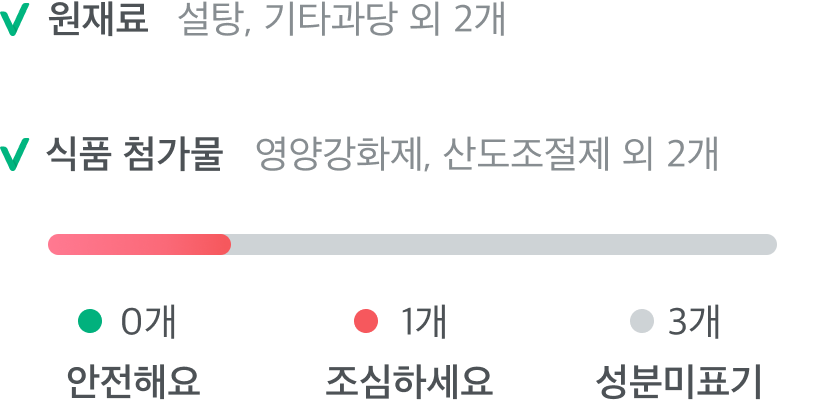 원재료 설탕, 기타과당 외 2개
식품 첨가물 영양강화제, 산도조절제 외 2개
0개 1개 3개
안전해요 조심하세요 성분미표기